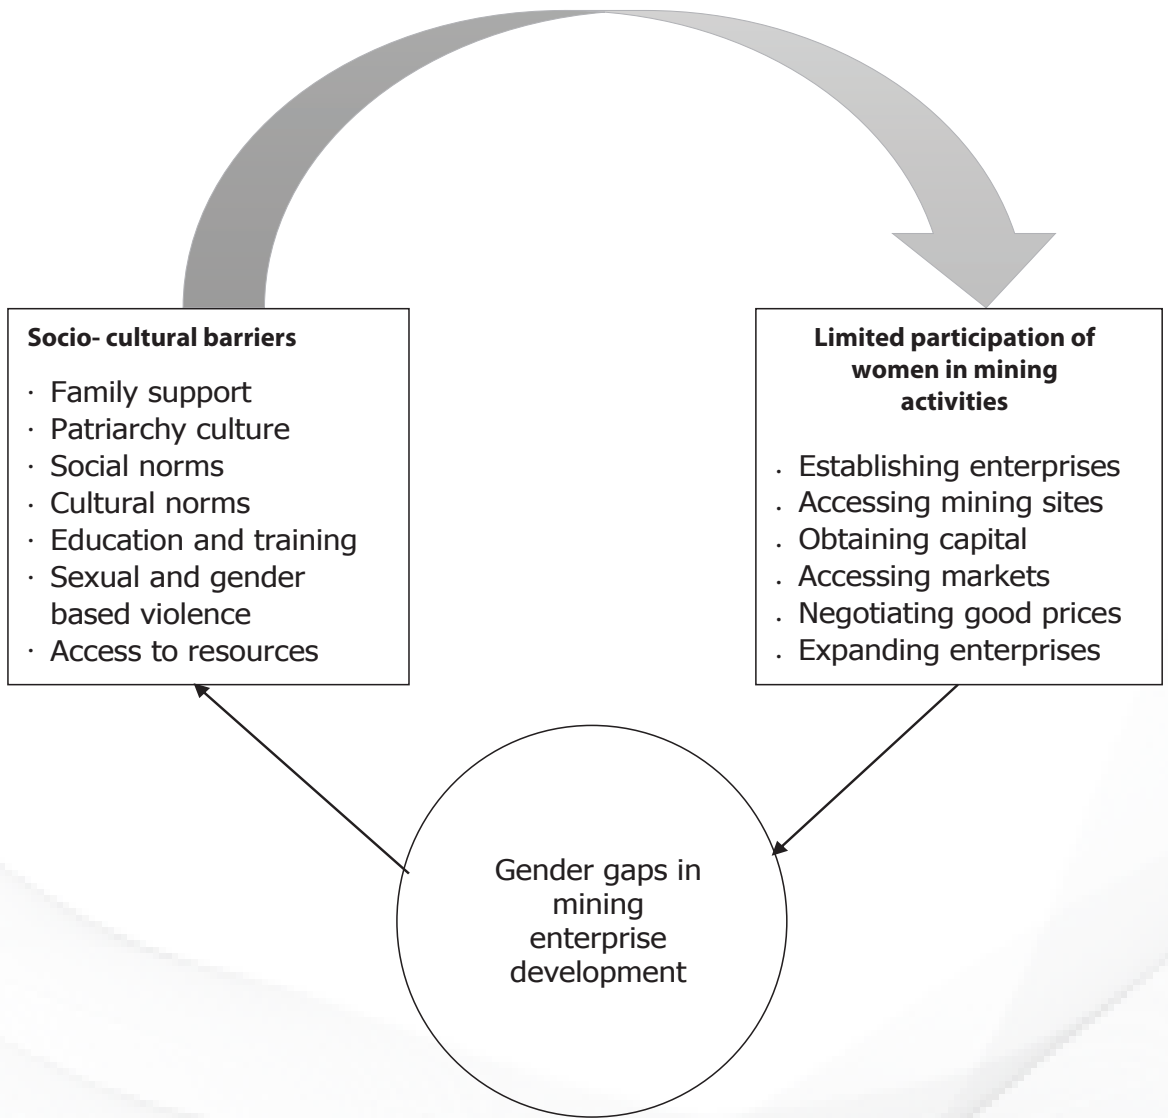 Socio- cultural barriers
· Family support
· Patriarchy culture
· Social norms
· Cultural norms
· Education and training
· Sexual and gender
based violence
· Access to resources
Limited participation of
women in mining
activities
. Establishing enterprises
. Accessing mining sites
. Obtaining capital
. Accessing markets
. Negotiating good prices
. Expanding enterprises
Gender gaps in
mining
enterprise
development